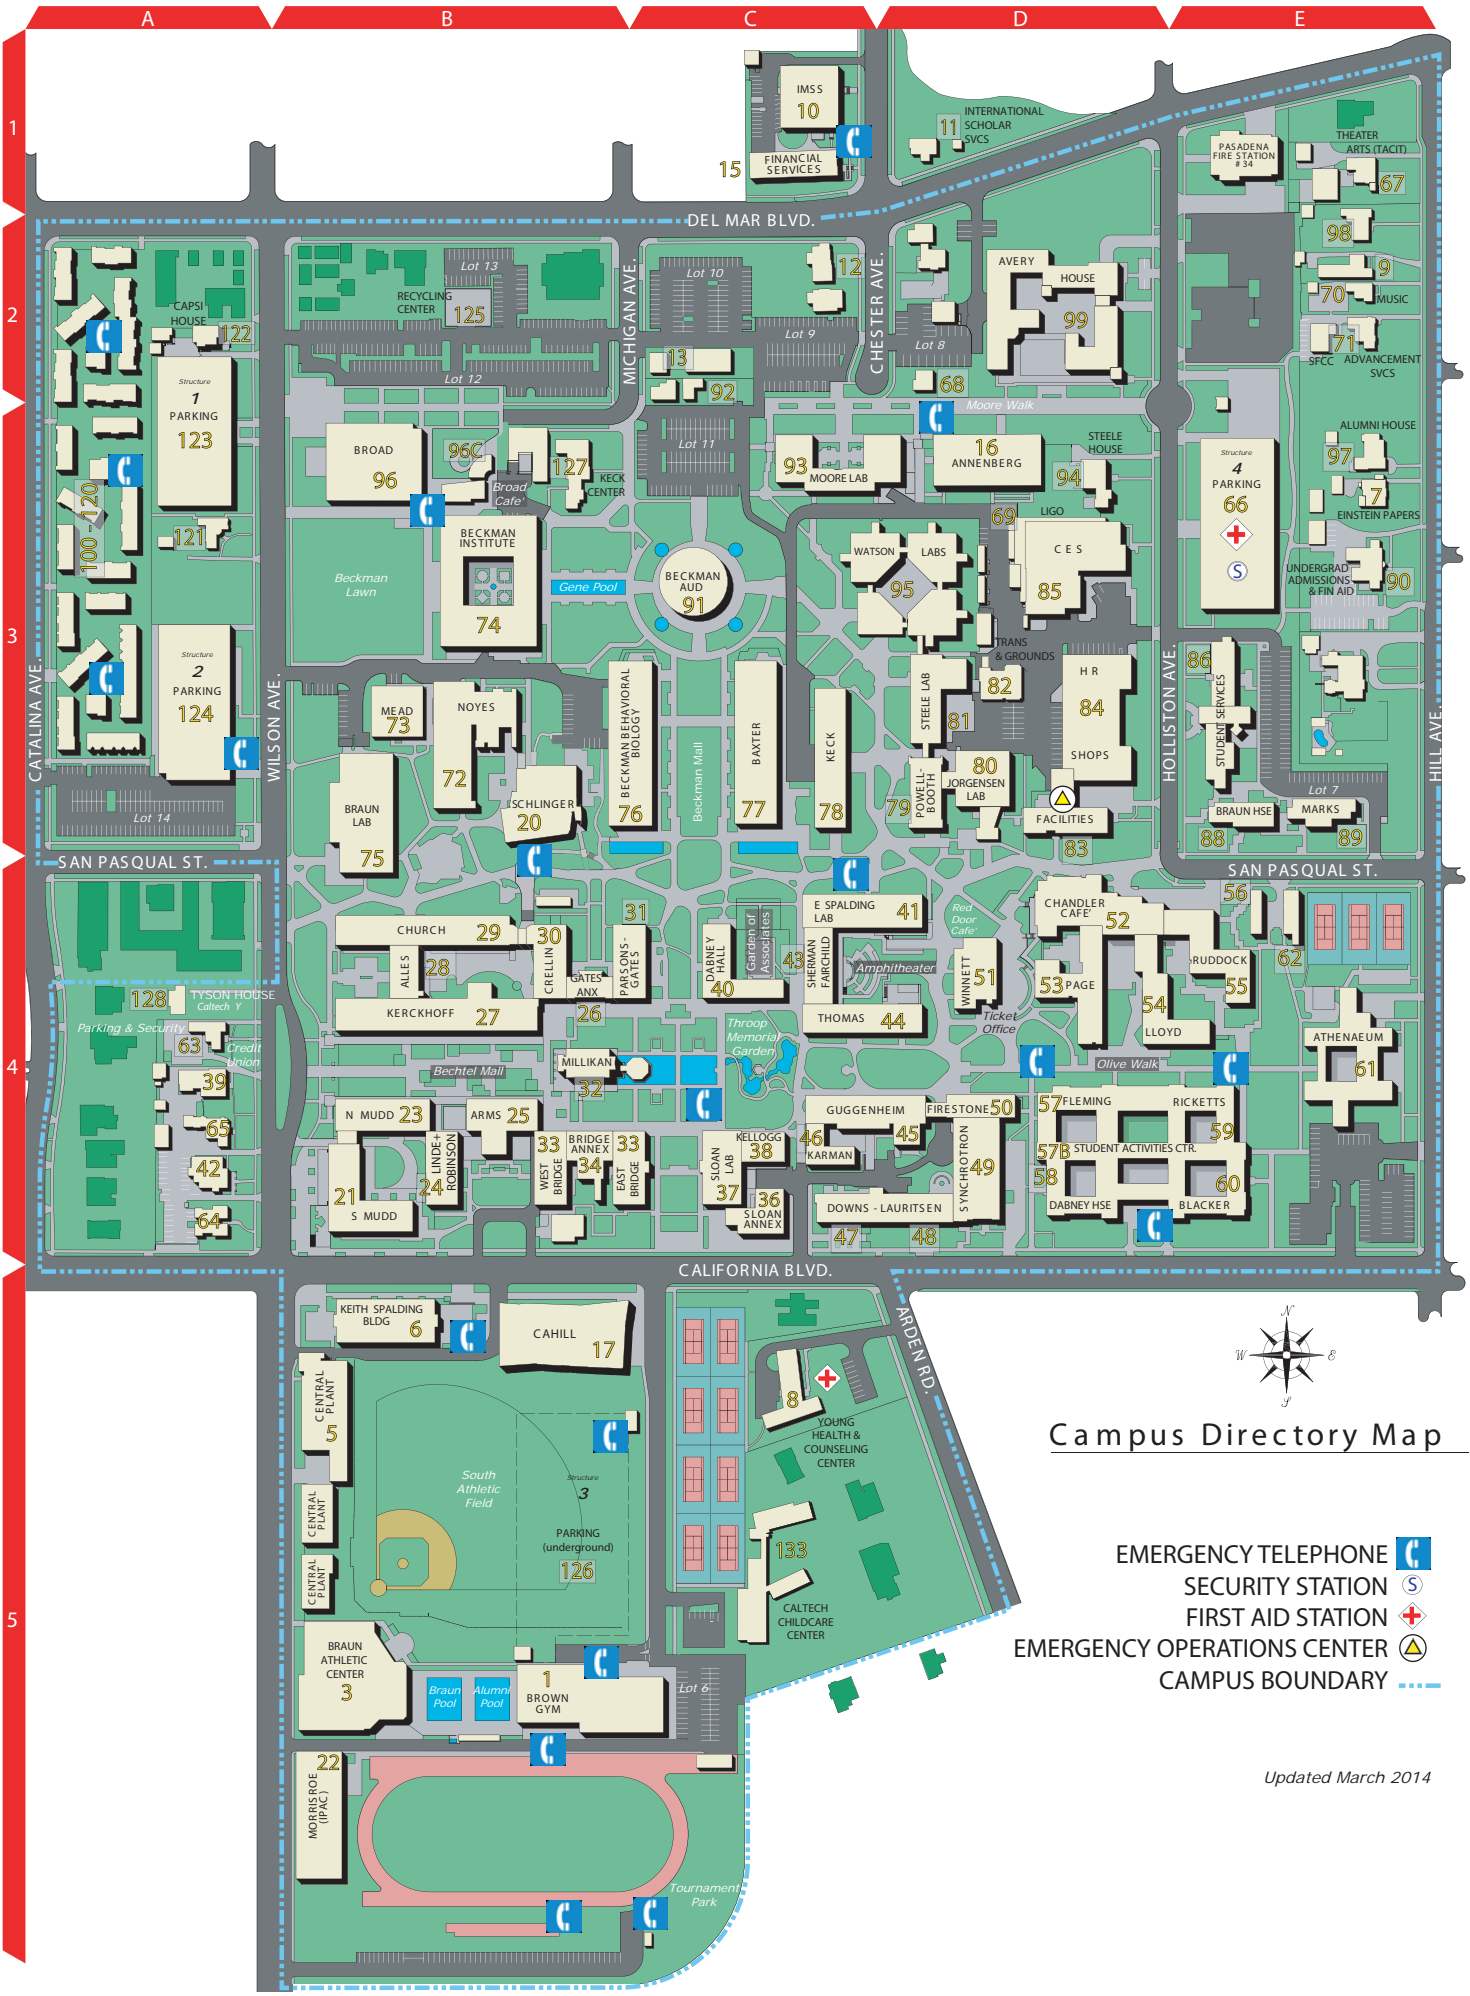 A
B
C
D
E
1
IMSS
10
15
FINANCIAL
SERVICES
11
INTERNATIONAL
SCHOLAR
SVCS
PASADENA
FIRE STATION
# 34
THEATER
ARTS (TACIT)
67
DEL MAR BLVD.
2
98
9
70
MUSIC
71
SFCC
ADVANCEMENT
SVCS
CAPSI
HOUSE
122
Lot 13
RECYCLING
CENTER
125
Lot 12
MICHIGAN AVE.
Lot 10
12
Lot 9
CHESTER AVE.
Lot 8
AVERY
HOUSE
99
13
92
68
Moore Walk
Structure
1
PARKING
123
BROAD
96
96C
Broad
Cafe'
127
KECK
CENTER
Lot 11
93
MOORE LAB
16
ANNENBERG
STEELE
HOUSE
94
Structure
4
PARKING
66
S
ALUMNI HOUSE
97
7
EINSTEIN PAPERS
100 -120
121
BECKMAN
INSTITUTE
74
Beckman
Lawn
Gene Pool
BECKMAN
AUD
91
WATSON
LABS
95
69
LIGO
C E S
85
UNDERGRAD
ADMISSIONS
& FIN AID
90
3
Structure
2
PARKING
124
CATALINA AVE.
WILSON AVE.
MEAD
73
NOYES
72
BRAUN
LAB
75
SCHLINGER
20
BECKMAN BEHAVIORAL
BIOLOGY
76
Beckman Mall
BAXTER
77
KECK
78
STEELE LAB
81
TRANS
& GROUNDS
82
H R
84
SHOPS
79
POWELL-
BOOTH
80
JORGENSEN
LAB
FACILITIES
83
HOLLISTON AVE.
86
STUDENT SERVICES
HILL AVE.
Lot 7
BRAUN HSE
88
MARKS
89
Lot 14
SAN PASQUAL ST.
SAN PASQUAL ST.
4
CHURCH
29
30
CRELLIN
31
PARSONS-
GATES
ALLES
28
GATES
ANX
26
KERCKHOFF
27
DABNEY
HALL
40
Garden of
Associates
43
E SPALDING
LAB
41
SHERMAN
FAIRCHILD
Amphitheater
THOMAS
44
Red
Door
Cafe'
WINNETT
51
Ticket
Office
CHANDLER
CAFE'
52
53
PAGE
54
LLOYD
RUDDOCK
55
56
62
ATHENAEUM
61
128
TYSON HOUSE
Caltech Y
Parking & Security
63
Credit
Union
39
65
42
64
Bechtel Mall
MILLIKAN
32
Throop
Memorial
Garden
Olive Walk
N MUDD
23
ARMS
25
LINDE+
ROBINSON
24
21
S MUDD
33
WEST
BRIDGE
BRIDGE
ANNEX
34
33
EAST
BRIDGE
SLOAN
LAB
37
KELLOGG
38
36
SLOAN
ANNEX
GUGGENHEIM
46
KARMAN
45
FIRESTONE
50
SYNCHROTRON
49
DOWNS - LAURITSEN
47
48
57
FLEMING
RICKETTS
59
57B
STUDENT ACTIVITIES CTR.
58
DABNEY HSE
60
BLACKER
CALIFORNIA BLVD.
5
KEITH SPALDING
BLDG
6
CAHILL
17
ARDEN RD.
CENTRAL
PLANT
5
CENTRAL
PLANT
CENTRAL
PLANT
South
Athletic
Field
Structure
3
PARKING
(underground)
126
8
YOUNG
HEALTH &
COUNSELING
CENTER
133
CALTECH
CHILDCARE
CENTER
BRAUN
ATHLETIC
CENTER
3
Braun
Pool
Alumni
Pool
1
BROWN
GYM
Lot 6
22
MORRISROE
(IPAC)
Tournament
Park
N
W
E
S
Campus Directory Map
EMERGENCY TELEPHONE
SECURITY STATION S
FIRST AID STATION
EMERGENCY OPERATIONS CENTER
CAMPUS BOUNDARY
Updated March 2014